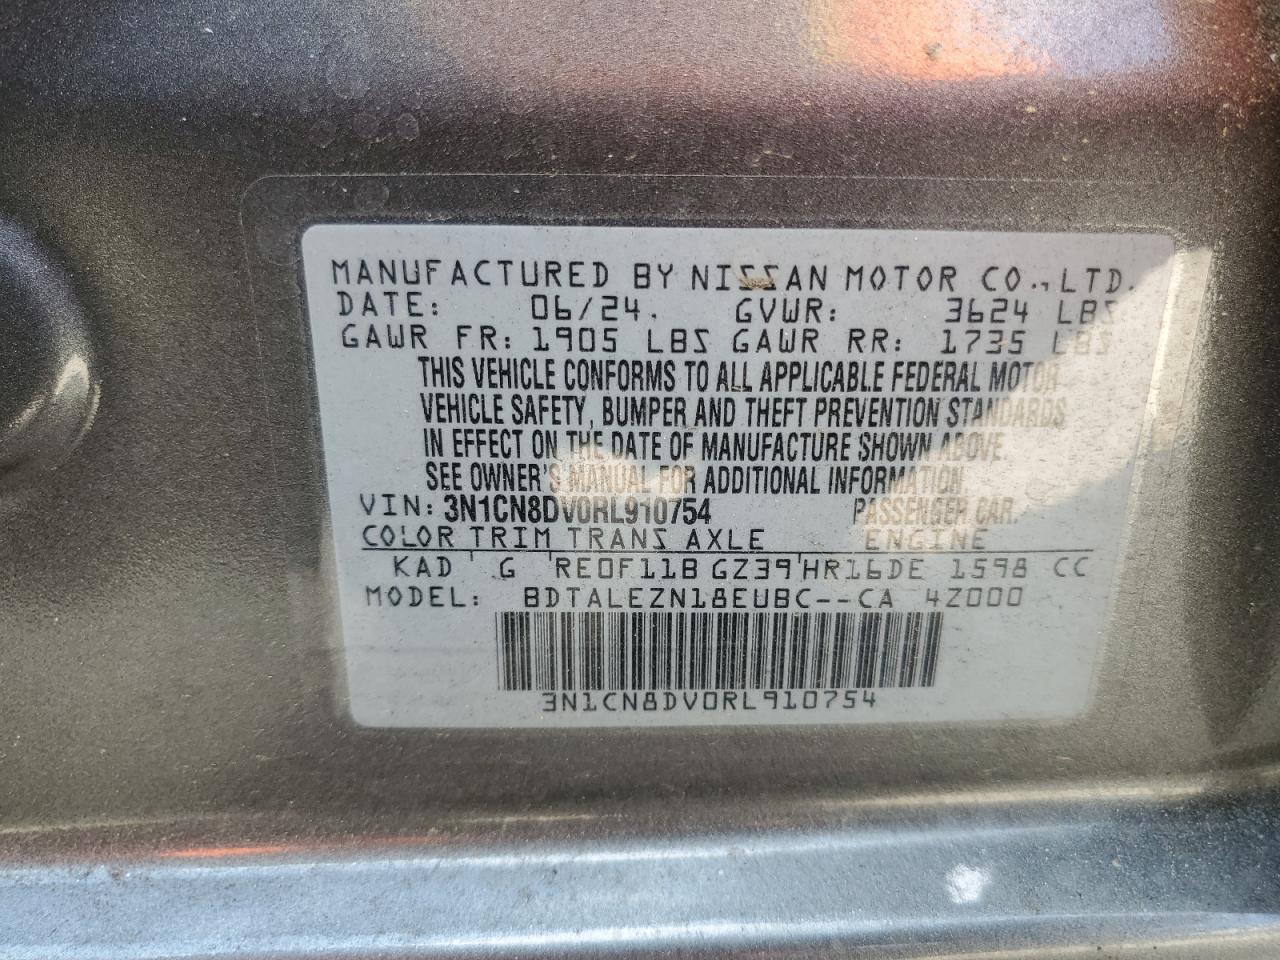 MANUFACTURED BY NISSAN MOTOR CO., LTD.
DATE: 06/24. GVWR: 3624 LBS
GAWR FR: 1905 LBS GAWR RR: 1735 LBS
THIS VEHICLE CONFORMS TO ALL APPLICABLE FEDERAL MOTOR
VEHICLE SAFETY, BUMPER AND THEFT PREVENTION STANDARDS
IN EFFECT ON THE DATE OF MANUFACTURE SHOWN ABOVE.
SEE OWNER'S MANUAL FOR ADDITIONAL INFORMATION
VIN: 3N1CN8DV0RL910754 PASSENGER CAR.
COLOR TRIM TRANS AXLE ENGINE
KAD G RE0F11B GZ39 HR16DE 1598 CC
MODEL: BDTALEZN18EUBC--CA 4Z000
3N1CN8DV0RL910754